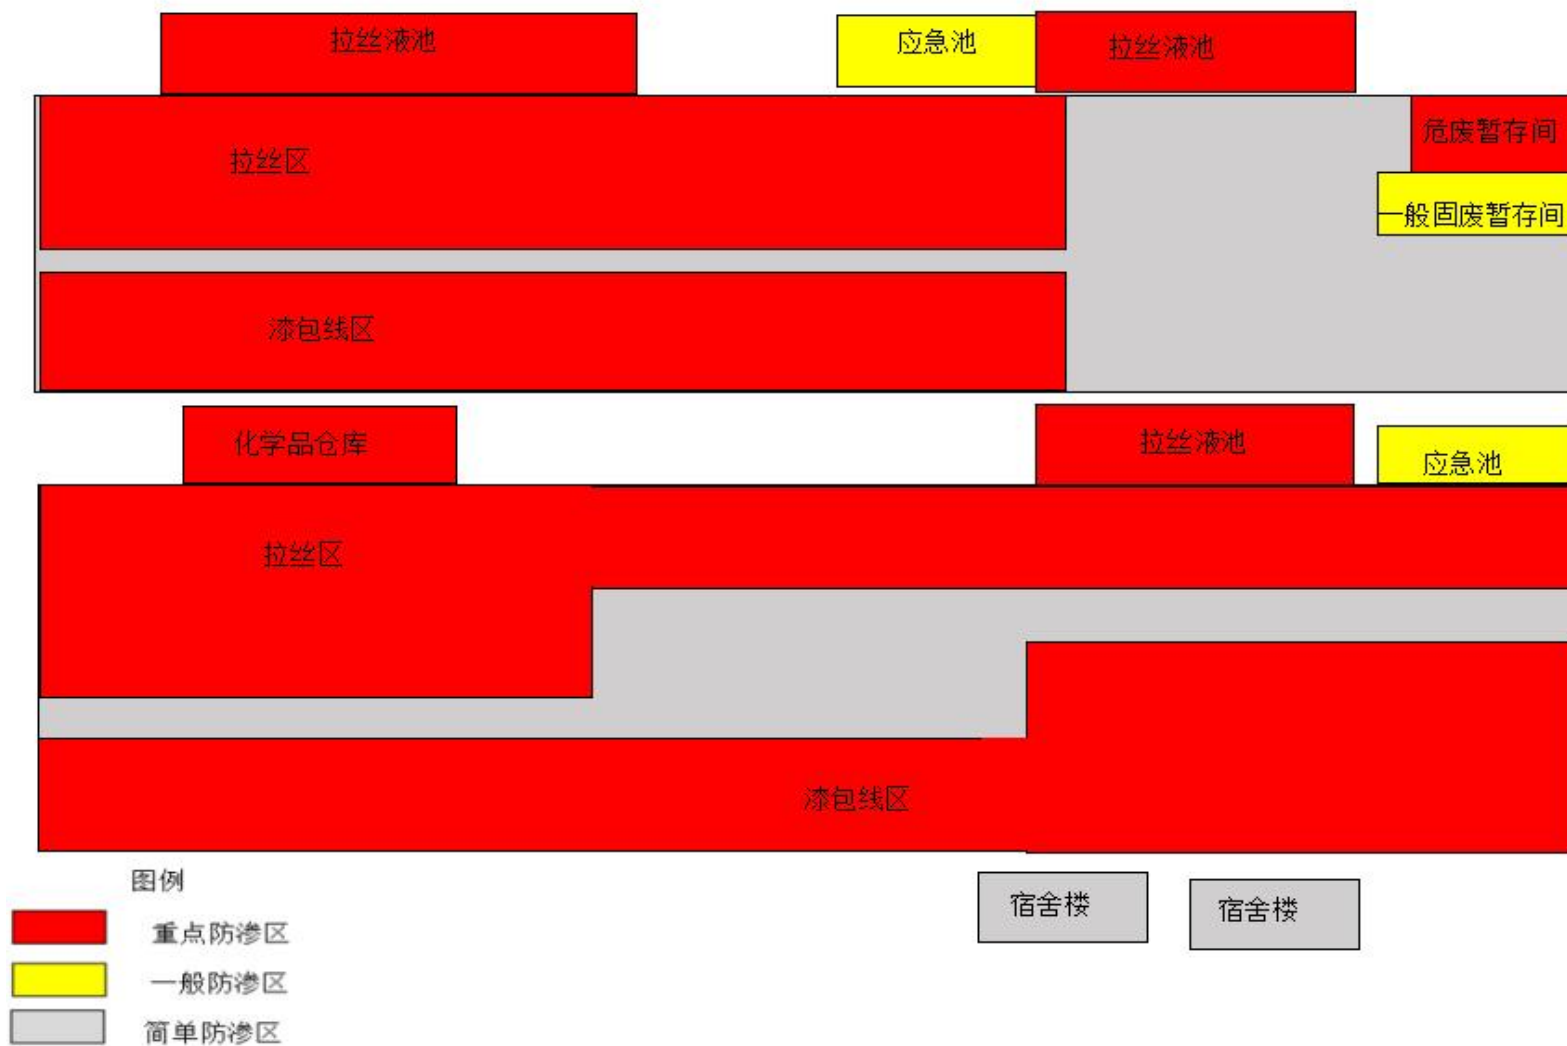 拉丝液池
应急池
拉丝液池
拉丝区
危废暂存间
一般固废暂存间
漆包线区
化学品仓库
拉丝液池
应急池
拉丝区
漆包线区
图例
宿舍楼
宿舍楼
重点防渗区
一般防渗区
简单防渗区